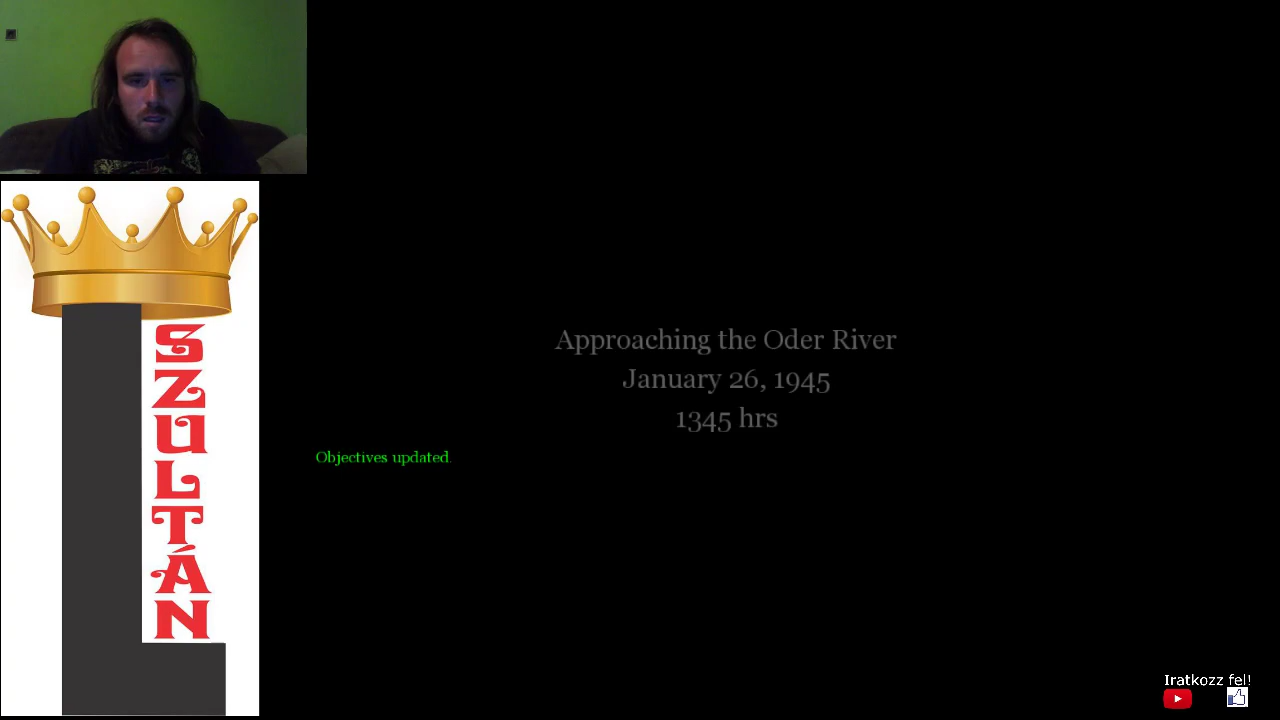 SZULTÁN
Approaching the Oder River
January 26, 1945
1345 hrs
Objectives updated.
Iratkozz fel!